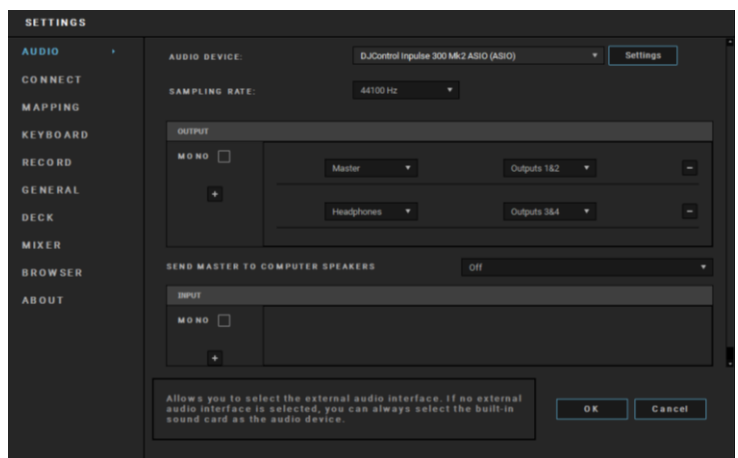 SETTINGS
AUDIO
CONNECT
MAPPING
KEYBOARD
RECORD
GENERAL
DECK
MIXER
BROWSER
ABOUT
AUDIO DEVICE: DJControl Inpulse 300 Mk2 ASIO (ASIO) Settings
SAMPLING RATE: 44100 Hz
OUTPUT
MONO
+
Master Outputs 1&2 –
Headphones Outputs 3&4 –
SEND MASTER TO COMPUTER SPEAKERS Off
INPUT
MONO
+
Allows you to select the external audio interface. If no external
audio interface is selected, you can always select the built-in
sound card as the audio device.
OK Cancel